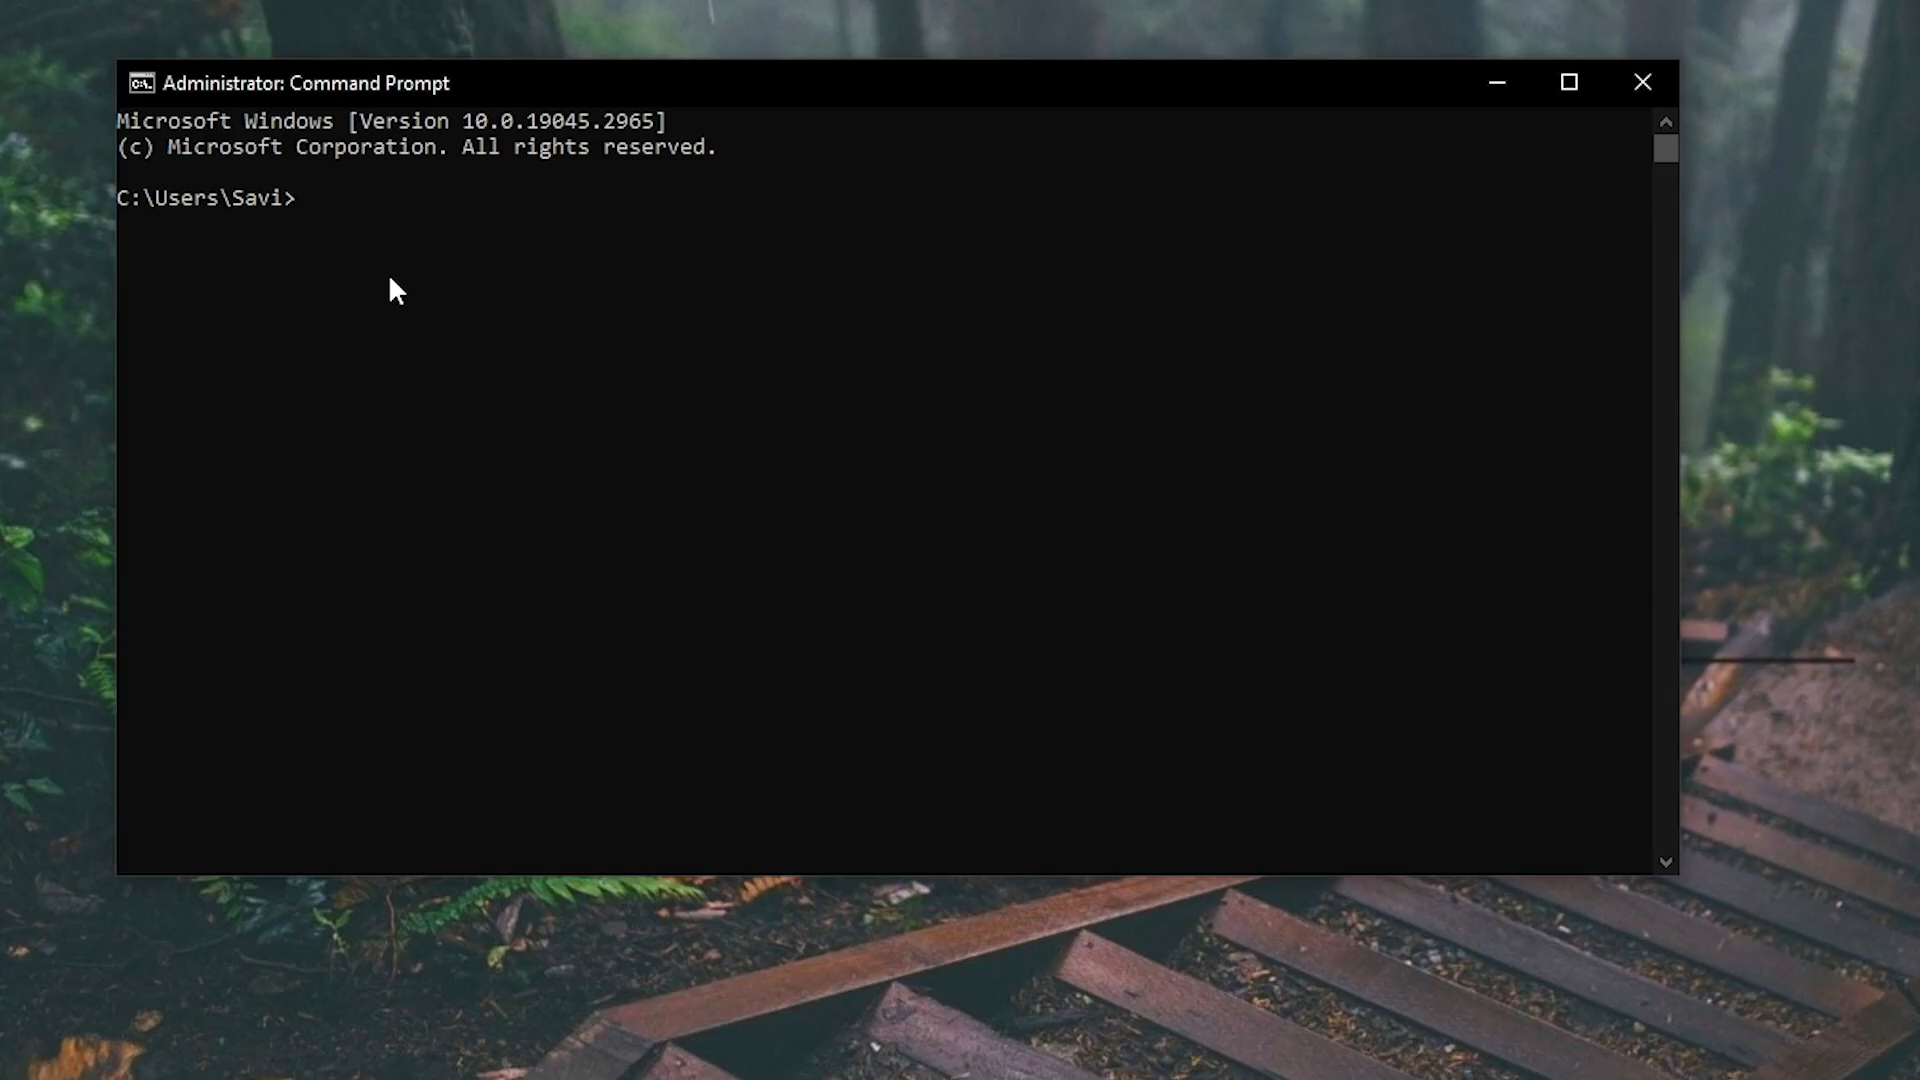 Administrator: Command Prompt
Microsoft Windows [Version 10.0.19045.2965]
(c) Microsoft Corporation. All rights reserved.
C:\Users\Savi>